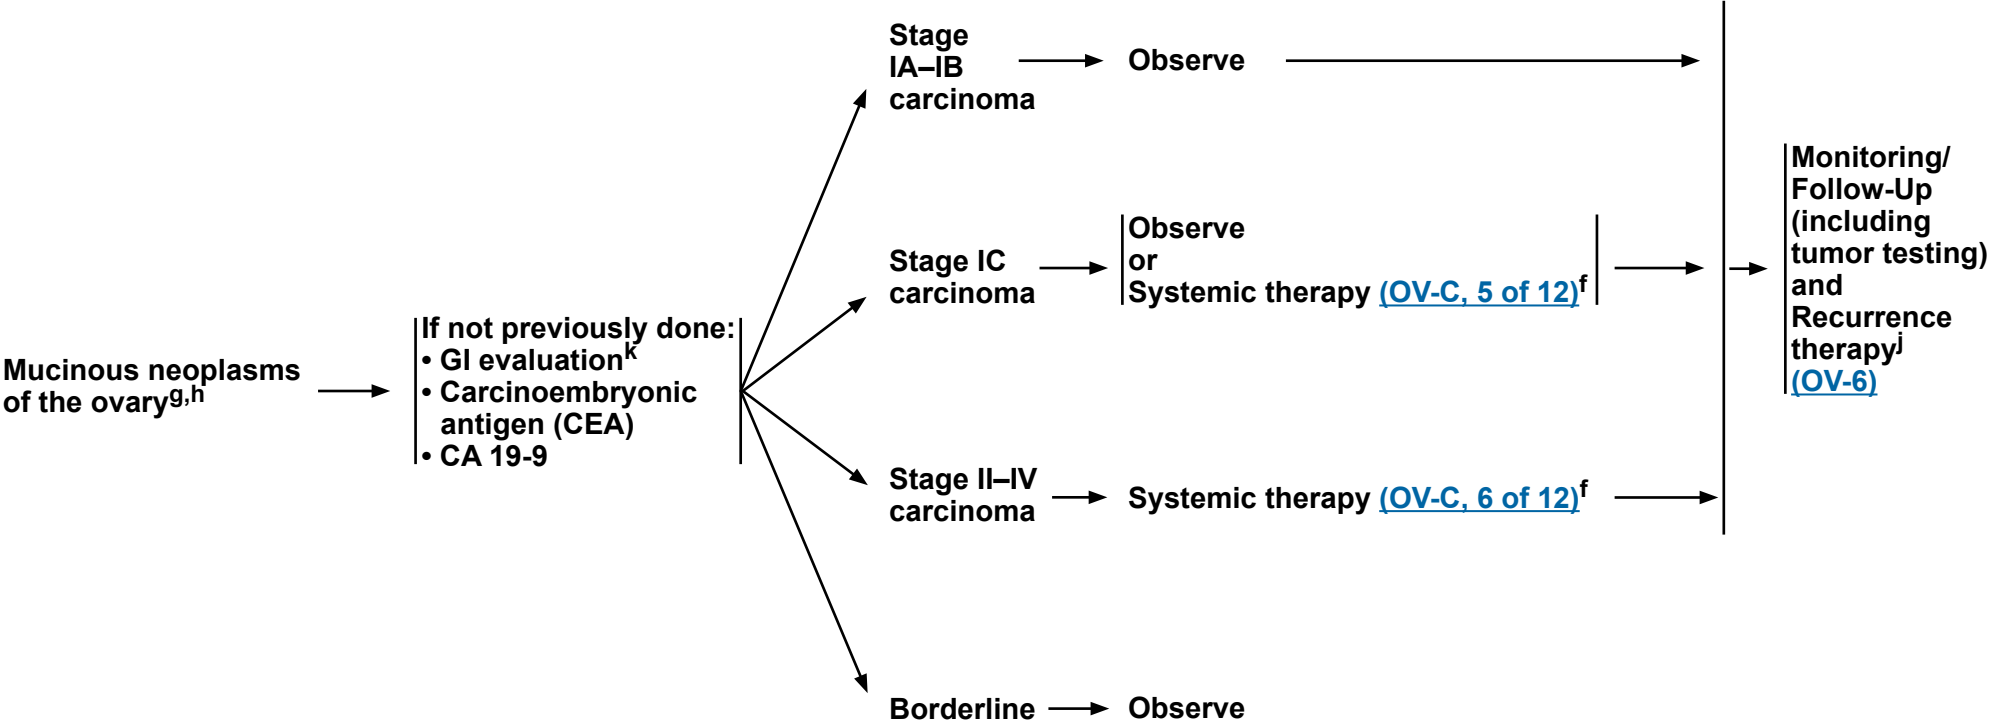 Mucinous neoplasms
of the ovaryg,h
If not previously done:
• GI evaluationk
• Carcinoembryonic
antigen (CEA)
• CA 19-9
Stage
IA–IB
carcinoma
Observe
Stage IC
carcinoma
Observe
or
Systemic therapy (OV-C, 5 of 12)f
Stage II–IV
carcinoma
Systemic therapy (OV-C, 6 of 12)f
Borderline
Observe
Monitoring/
Follow-Up
(including
tumor testing)
and
Recurrence
therapyj
(OV-6)